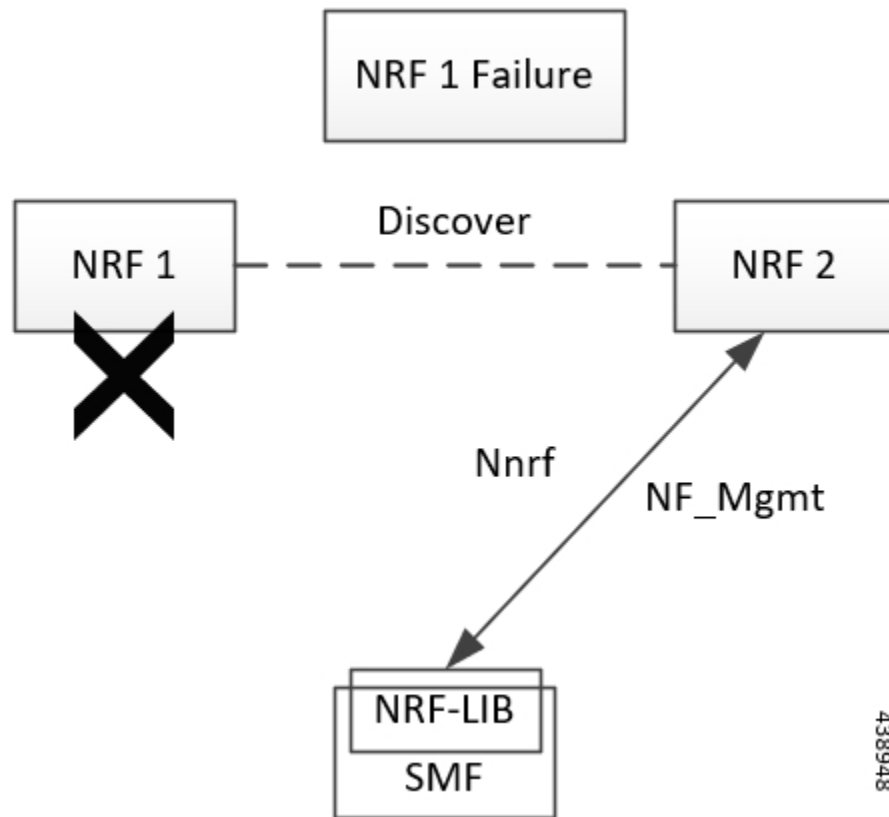 NRF 1 Failure
Discover
NRF 1
NRF 2
Nnrf
NF_Mgmt
NRF-LIB
SMF
438948